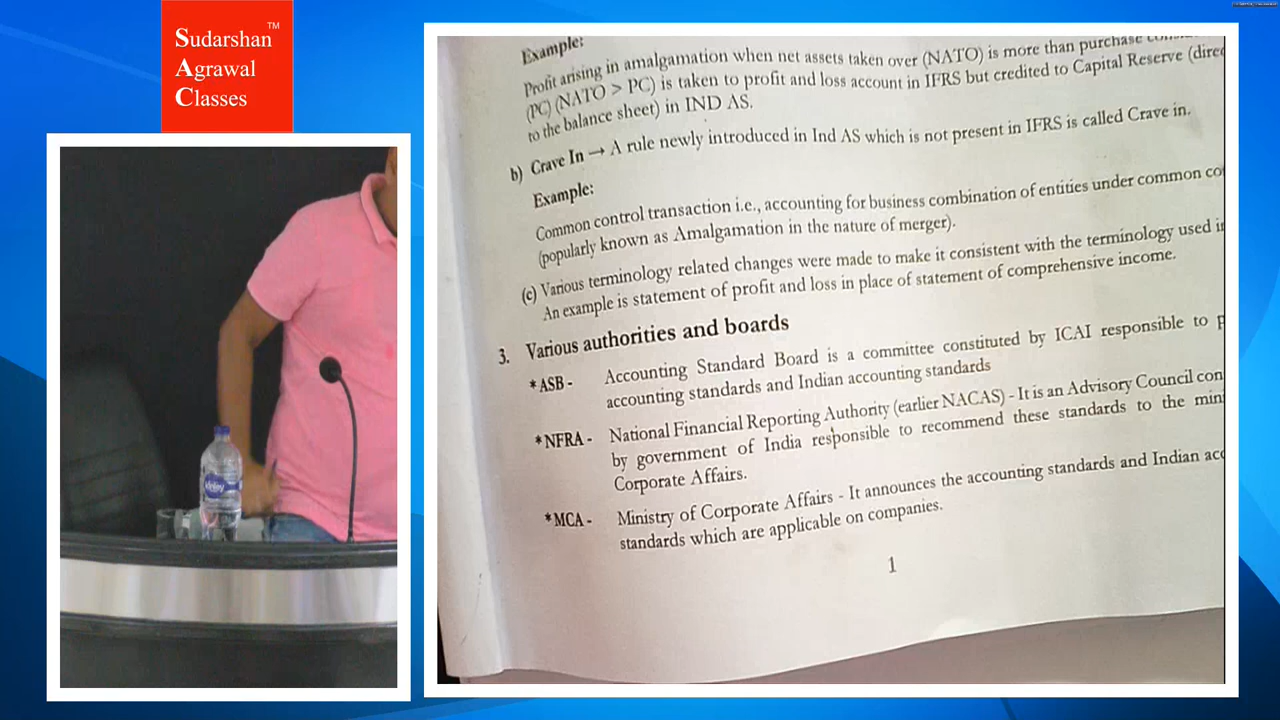 Sudarshan™
Agrawal
Classes
Example:
Profit arising in amalgamation when net assets taken over (NATO) is more than purchase
(PC) (NATO > PC) is taken to profit and loss account in IFRS but credited to Capital Reserve (direc
to the balance sheet) in IND AS.
b) Crave In → A rule newly introduced in Ind AS which is not present in IFRS is called Crave in.
Example:
Common control transaction i.e., accounting for business combination of entities under common co
(popularly known as Amalgamation in the nature of merger).
(c) Various terminology related changes were made to make it consistent with the terminology used i
An example is statement of profit and loss in place of statement of comprehensive income.
3. Various authorities and boards
*ASB - Accounting Standard Board is a committee constituted by ICAI responsible to p
accounting standards and Indian accounting standards
*NFRA - National Financial Reporting Authority (earlier NACAS) - It is an Advisory Council con
by government of India responsible to recommend these standards to the min
Corporate Affairs.
*MCA - Ministry of Corporate Affairs - It announces the accounting standards and Indian acc
standards which are applicable on companies.
1